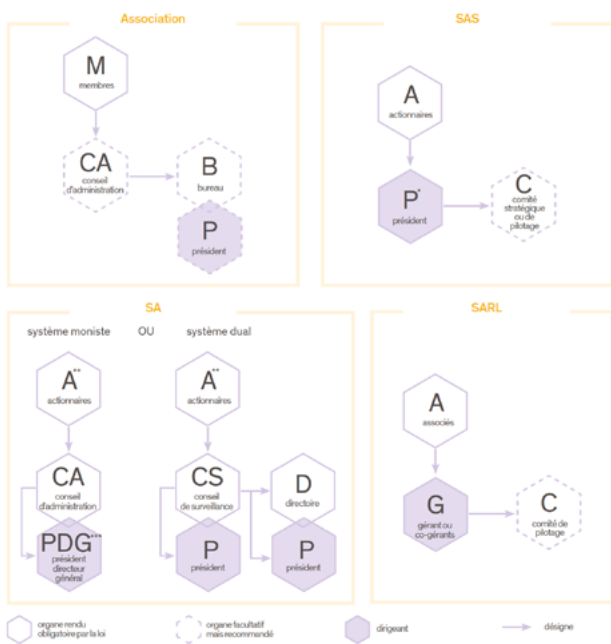 Association
M
membres
CA
conseil
d'administration
B
bureau
P
président
SAS
A
actionnaires
P*
président
C
comité
stratégique
ou de
pilotage
SA
système moniste OU système dual
A**
actionnaires
CA
conseil
d'administration
PDG***
président
directeur
général
A**
actionnaires
CS
conseil
de surveillance
D
directoire
P
président
P
président
SARL
A
associés
G
gérant ou
co-gérants
C
comité de
pilotage
organe rendu
obligatoire par la loi
organe facultatif
mais recommandé
dirigeant
désigne